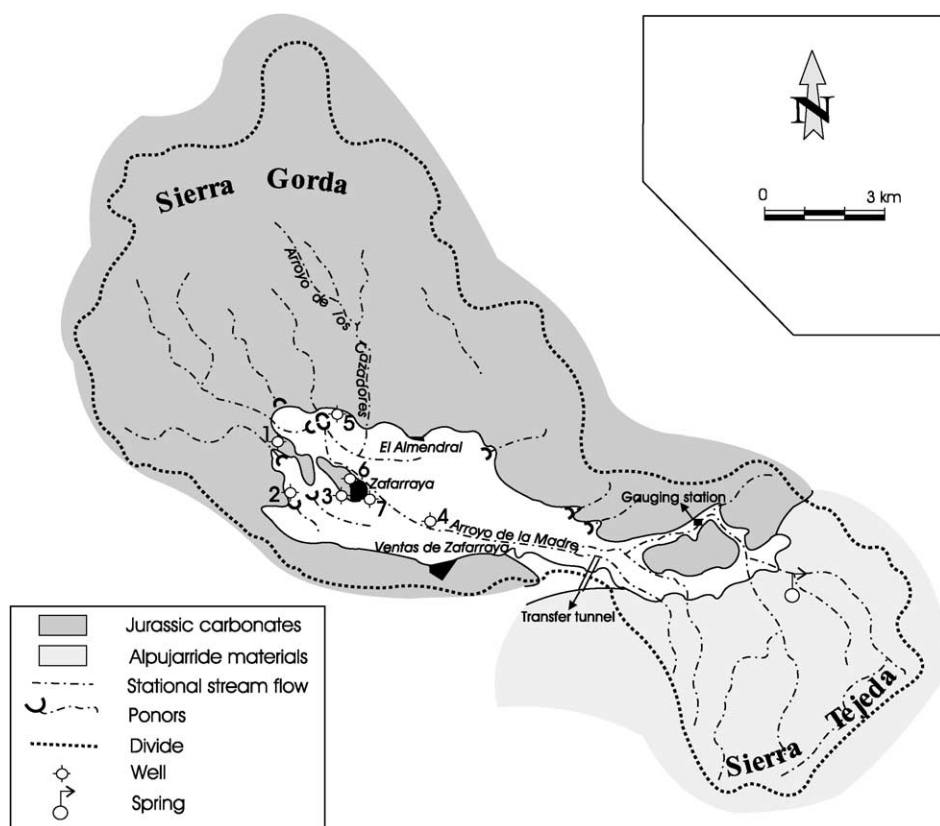 N
0 3 km
Sierra Gorda
Arroyo de los Cazadores
1
5
El Almendral
6
Zafarraya
2
3
7
4
Arroyo de la Madre
Ventas de Zafarraya
Gauging station
Transfer tunnel
Sierra Tejeda
Jurassic carbonates
Alpujarride materials
Stational stream flow
Ponors
Divide
Well
Spring